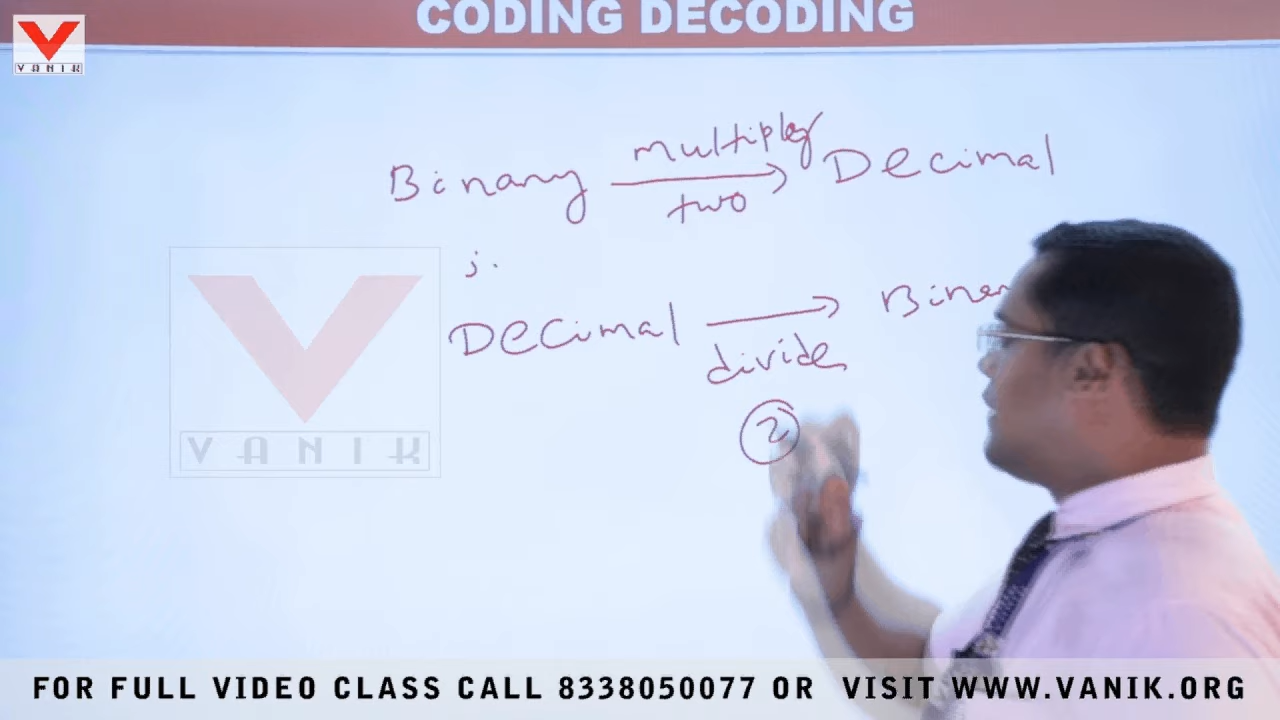 CODING DECODING
VANIK
Binary multiply two Decimal
Decimal divide
2
VANIK
FOR FULL VIDEO CLASS CALL 8338050077 OR VISIT WWW.VANIK.ORG